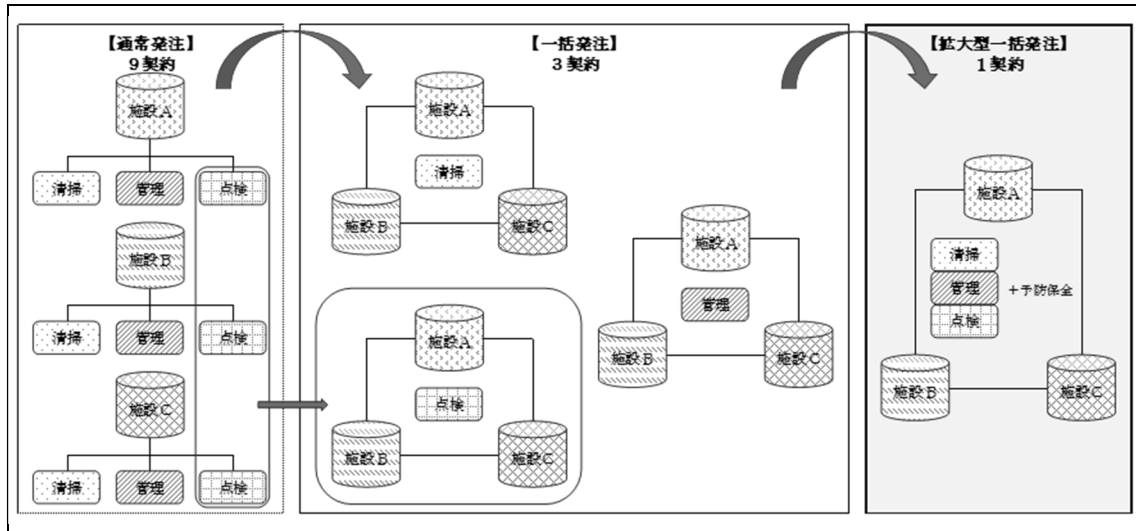 【通常発注】
9契約
施設A
清掃
管理
点検
施設B
清掃
管理
点検
施設C
清掃
管理
点検
【一括発注】
3契約
施設A
清掃
施設B
施設C
施設A
点検
施設B
施設C
施設A
管理
施設B
施設C
【拡大型一括発注】
1契約
施設A
清掃
管理
点検
+予防保全
施設B
施設C